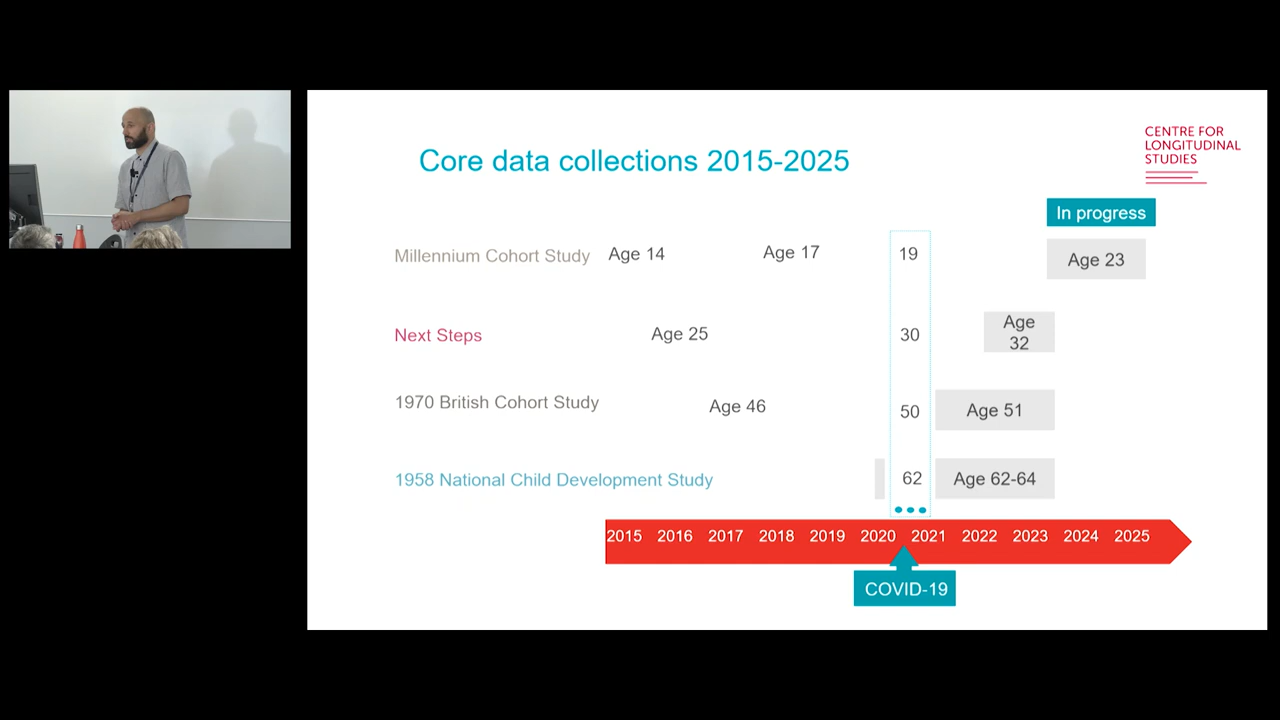 Core data collections 2015-2025
CENTRE FOR
LONGITUDINAL
STUDIES
In progress
Millennium Cohort Study Age 14 Age 17 19 Age 23
Next Steps Age 25 30 Age
32
1970 British Cohort Study Age 46 50 Age 51
1958 National Child Development Study 62 Age 62-64
2015 2016 2017 2018 2019 2020 2021 2022 2023 2024 2025
COVID-19